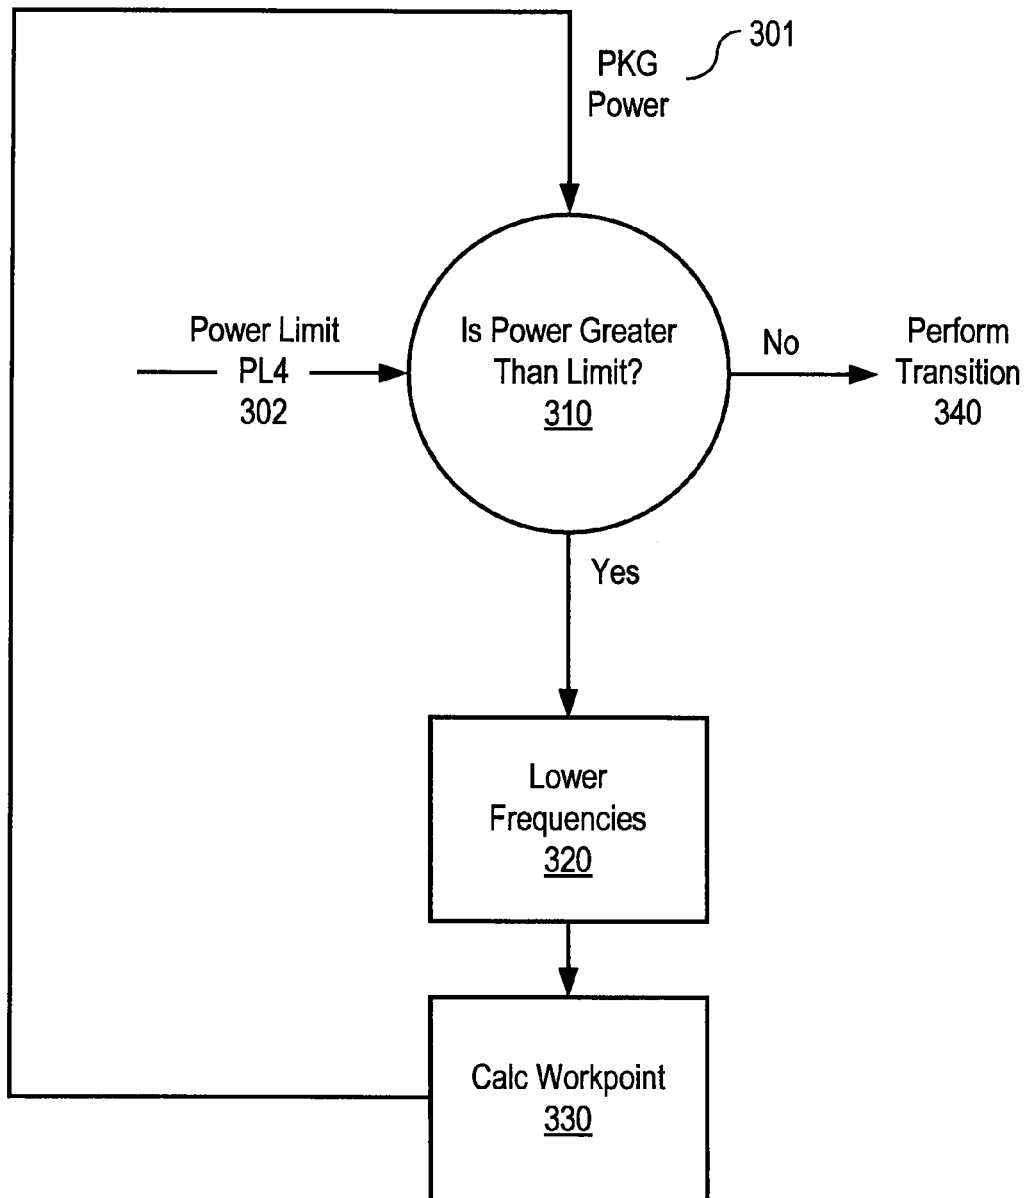 301
PKG
Power
Power Limit
PL4
302
Is Power Greater
Than Limit?
310
No
Perform
Transition
340
Yes
Lower
Frequencies
320
Calc Workpoint
330